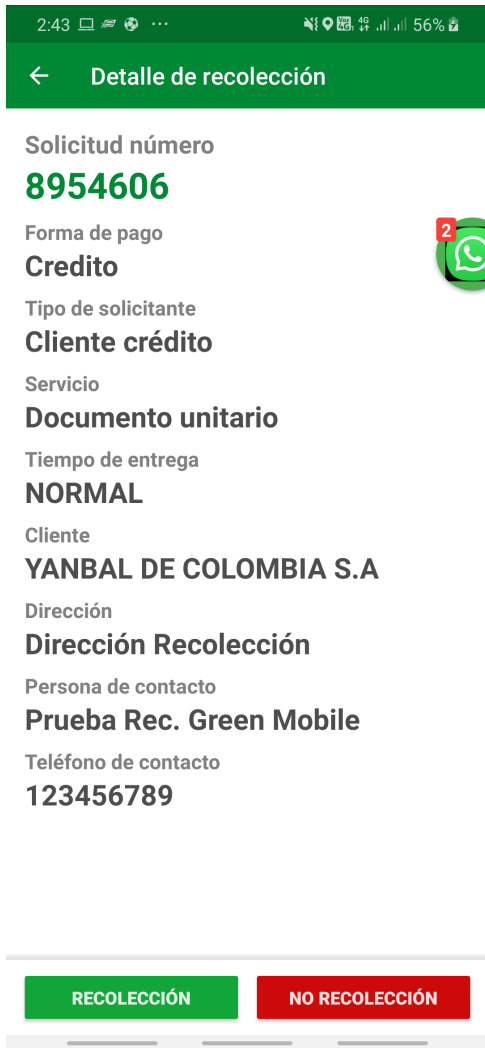 2:43 56%
Detalle de recolección
Solicitud número
8954606
2
Forma de pago
Credito
Tipo de solicitante
Cliente crédito
Servicio
Documento unitario
Tiempo de entrega
NORMAL
Cliente
YANBAL DE COLOMBIA S.A
Dirección
Dirección Recolección
Persona de contacto
Prueba Rec. Green Mobile
Teléfono de contacto
123456789
RECOLECCIÓN NO RECOLECCIÓN